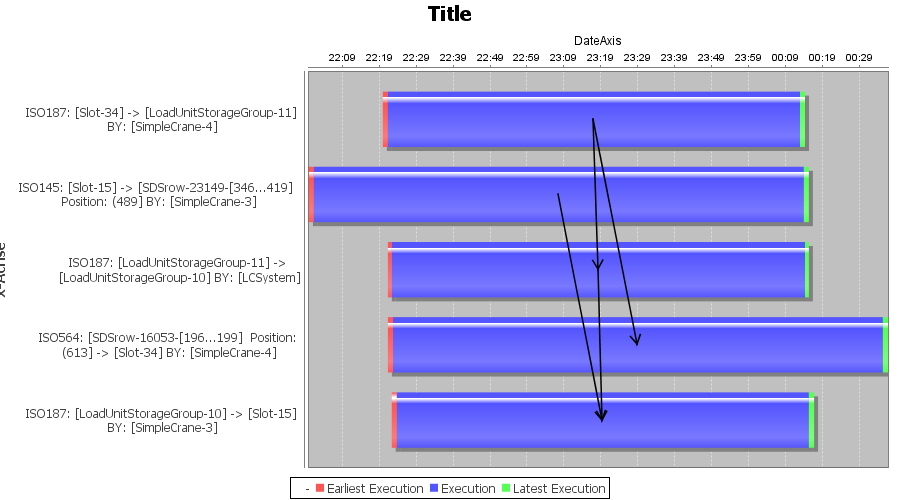 Title
DateAxis
22:09 22:19 22:29 22:39 22:49 22:59 23:09 23:19 23:29 23:39 23:49 23:59 00:09 00:19 00:29
ISO187: [Slot-34] -> [LoadUnitStorageGroup-11]
BY: [SimpleCrane-4]
ISO145: [Slot-15] -> [SDSrow-23149-[346...419]
Position: (489] BY: [SimpleCrane-3]
ISO187: [LoadUnitStorageGroup-11] ->
[LoadUnitStorageGroup-10] BY: [LCSystem]
ISO564: [SDSrow-16053-[196...199] Position:
(613] -> [Slot-34] BY: [SimpleCrane-4]
ISO187: [LoadUnitStorageGroup-10] -> [Slot-15]
BY: [SimpleCrane-3]
- Earliest Execution Execution Latest Execution